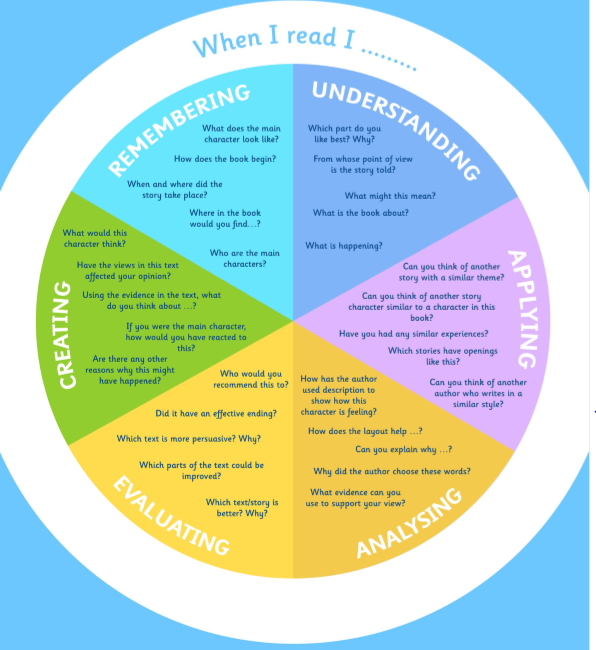 When I read I .........
REMEMBERING
What does the main
character look like?
How does the book begin?
When and where did the
story take place?
Where in the book
would you find...?
Who are the main
characters?
UNDERSTANDING
Which part do you
like best? Why?
From whose point of view
is the story told?
What might this mean?
What is the book about?
What is happening?
APPLYING
Can you think of another
story with a similar theme?
Can you think of another story
character similar to a character in this
book?
Have you had any similar experiences?
Which stories have openings
like this?
Can you think of another
author who writes in a
similar style?
ANALYSING
How has the author
used description to
show how this
character is feeling?
How does the layout help ...?
Can you explain why ...?
Why did the author choose these words?
What evidence can you
use to support your view?
EVALUATING
Who would you
recommend this to?
Did it have an effective ending?
Which text is more persuasive? Why?
Which parts of the text could be
improved?
Which text/story is
better? Why?
CREATING
What would this
character think?
Have the views in this text
affected your opinion?
Using the evidence in the text, what
do you think about ...?
If you were the main character,
how would you have reacted to
this?
Are there any other
reasons why this might
have happened?